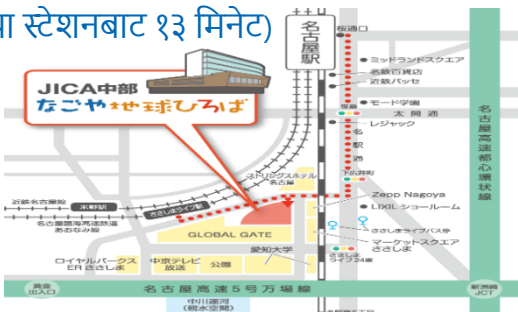 स्टेशनबाट १३ मिनेट)
名古屋駅
桜通口
ミッドランドスクエア
名鉄百貨店
近鉄パッセ
JICA中部
なごや地球ひろば
モード学園
太閤通
レジャック
名駅通
名古屋高速都心環状線
ストリングスホテル
名古屋
下広井町
近鉄名古屋線
米野駅
ささしまライブ駅
Zepp Nagoya
LIXIL ショールーム
名古屋臨海高速鉄道
あおなみ線
GLOBAL GATE
ささしまライブバス停
マーケットスクエア
ささしま
愛知大学
ロイヤルパークス
ER ささしま
中京テレビ
放送
公園
ささしま
ライブ24東
黄金
出入口
名古屋高速5号万場線
新洲崎
JCT
中川運河
(親水空間)